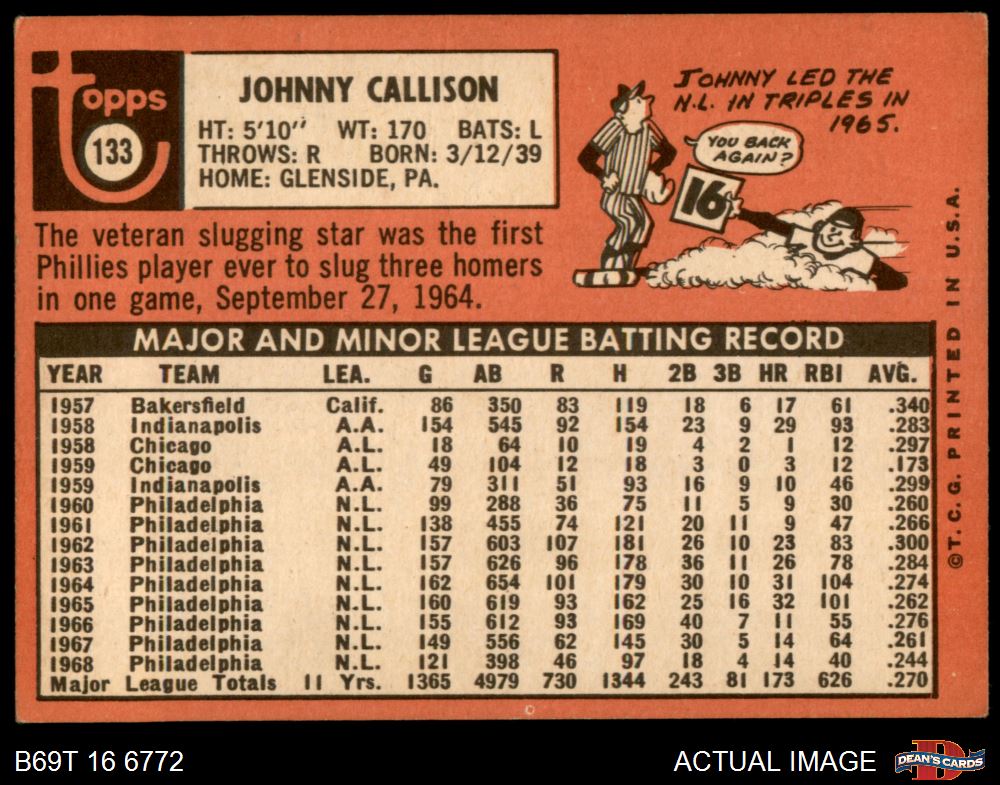 topps
133
JOHNNY CALLISON
HT: 5'10" WT: 170 BATS: L
THROWS: R BORN: 3/12/39
HOME: GLENSIDE, PA.
JOHNNY LED THE
N.L. IN TRIPLES IN
1965.
YOU BACK
AGAIN?
16
The veteran slugging star was the first
Phillies player ever to slug three homers
in one game, September 27, 1964.
MAJOR AND MINOR LEAGUE BATTING RECORD
YEAR TEAM LEA. G AB R H 2B 3B HR RBI AVG.
1957 Bakersfield Calif. 86 350 83 119 18 6 17 61 .340
1958 Indianapolis A.A. 154 545 92 154 23 9 29 93 .283
1958 Chicago A.L. 18 64 10 19 4 2 1 12 .297
1959 Chicago A.L. 49 104 12 18 3 0 3 12 .173
1959 Indianapolis A.A. 79 311 51 93 16 9 10 46 .299
1960 Philadelphia N.L. 99 288 36 75 11 5 9 30 .260
1961 Philadelphia N.L. 138 455 74 121 20 11 9 47 .266
1962 Philadelphia N.L. 157 603 107 181 26 10 23 83 .300
1963 Philadelphia N.L. 157 626 96 178 36 11 26 78 .284
1964 Philadelphia N.L. 162 654 101 179 30 10 31 104 .274
1965 Philadelphia N.L. 160 619 93 162 25 16 32 101 .262
1966 Philadelphia N.L. 155 612 93 169 40 7 11 55 .276
1967 Philadelphia N.L. 149 556 62 145 30 5 14 64 .261
1968 Philadelphia N.L. 121 398 46 97 18 4 14 40 .244
Major League Totals 11 Yrs. 1365 4979 730 1344 243 81 173 626 .270
©T.C.G. PRINTED IN U.S.A.
B69T 16 6772
ACTUAL IMAGE
DEAN'S CARDS